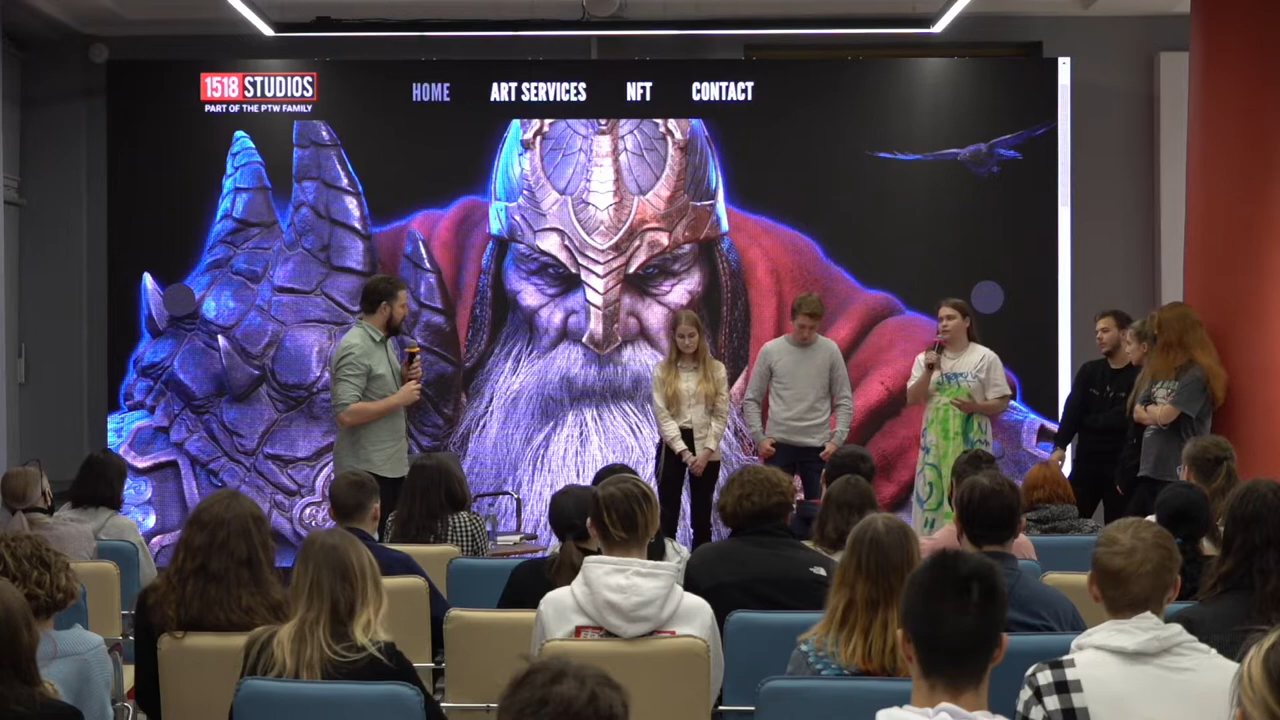 1518 STUDIOS
PART OF THE PTW FAMILY
HOME ART SERVICES NFT CONTACT